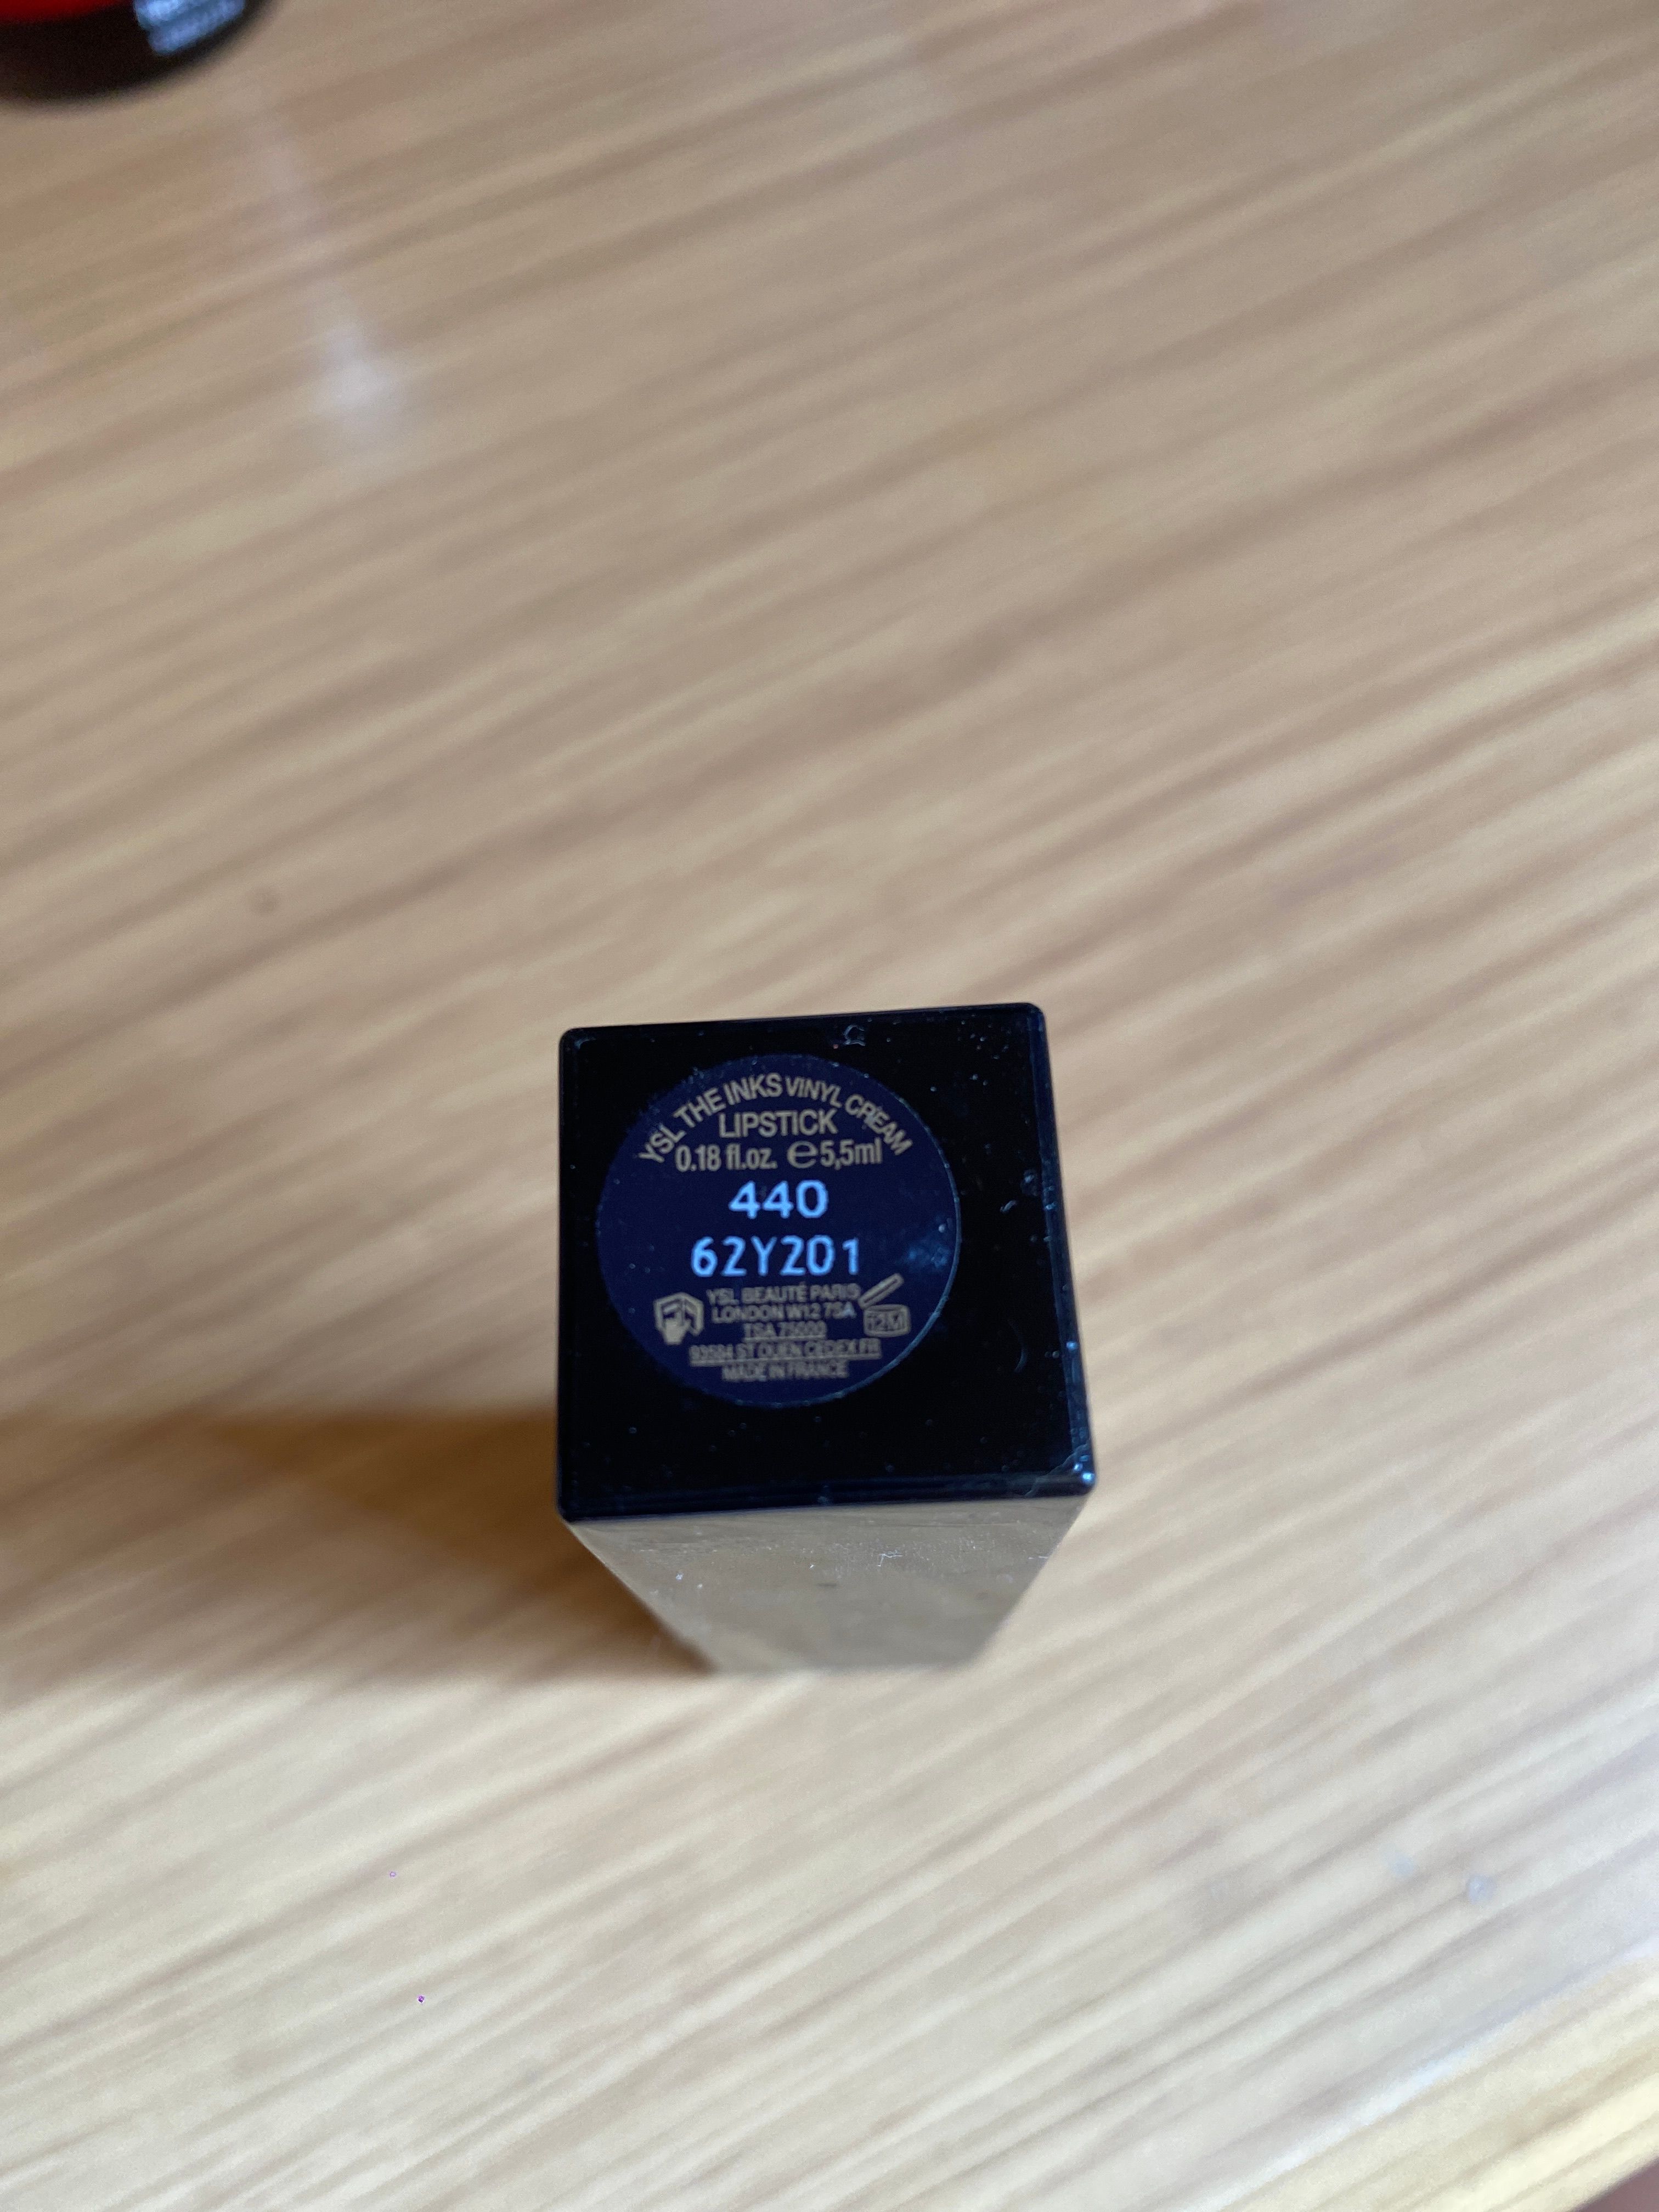 YSL THE INKS VINYL CREAM
LIPSTICK
0.18 fl.oz. e5,5ml
440
62Y201
YSL BEAUTÉ PARIS
LONDON W12 7SA
TSA 75000
93584 ST OUEN CEDEX FR
MADE IN FRANCE
12M